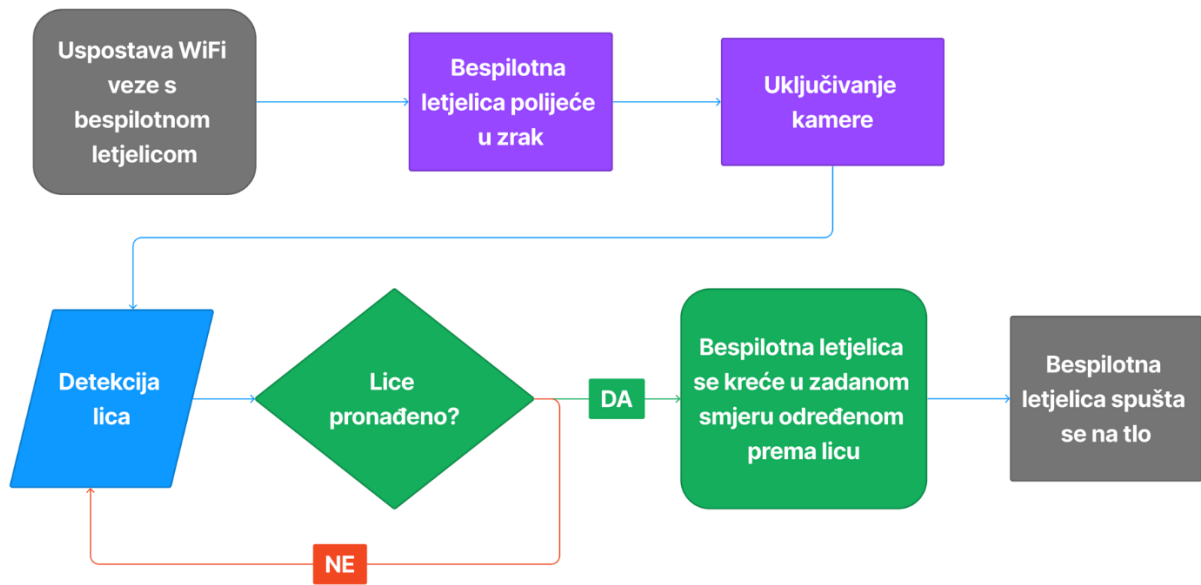 Uspostava WiFi
veze s
bespilotnom
letjelicom
Bespilotna
letjelica polijeće
u zrak
Uključivanje
kamere
Detekcija
lica
Lice
pronađeno?
DA
Bespilotna letjelica
se kreće u zadanom
smjeru određenom
prema licu
Bespilotna
letjelica spušta
se na tlo
NE